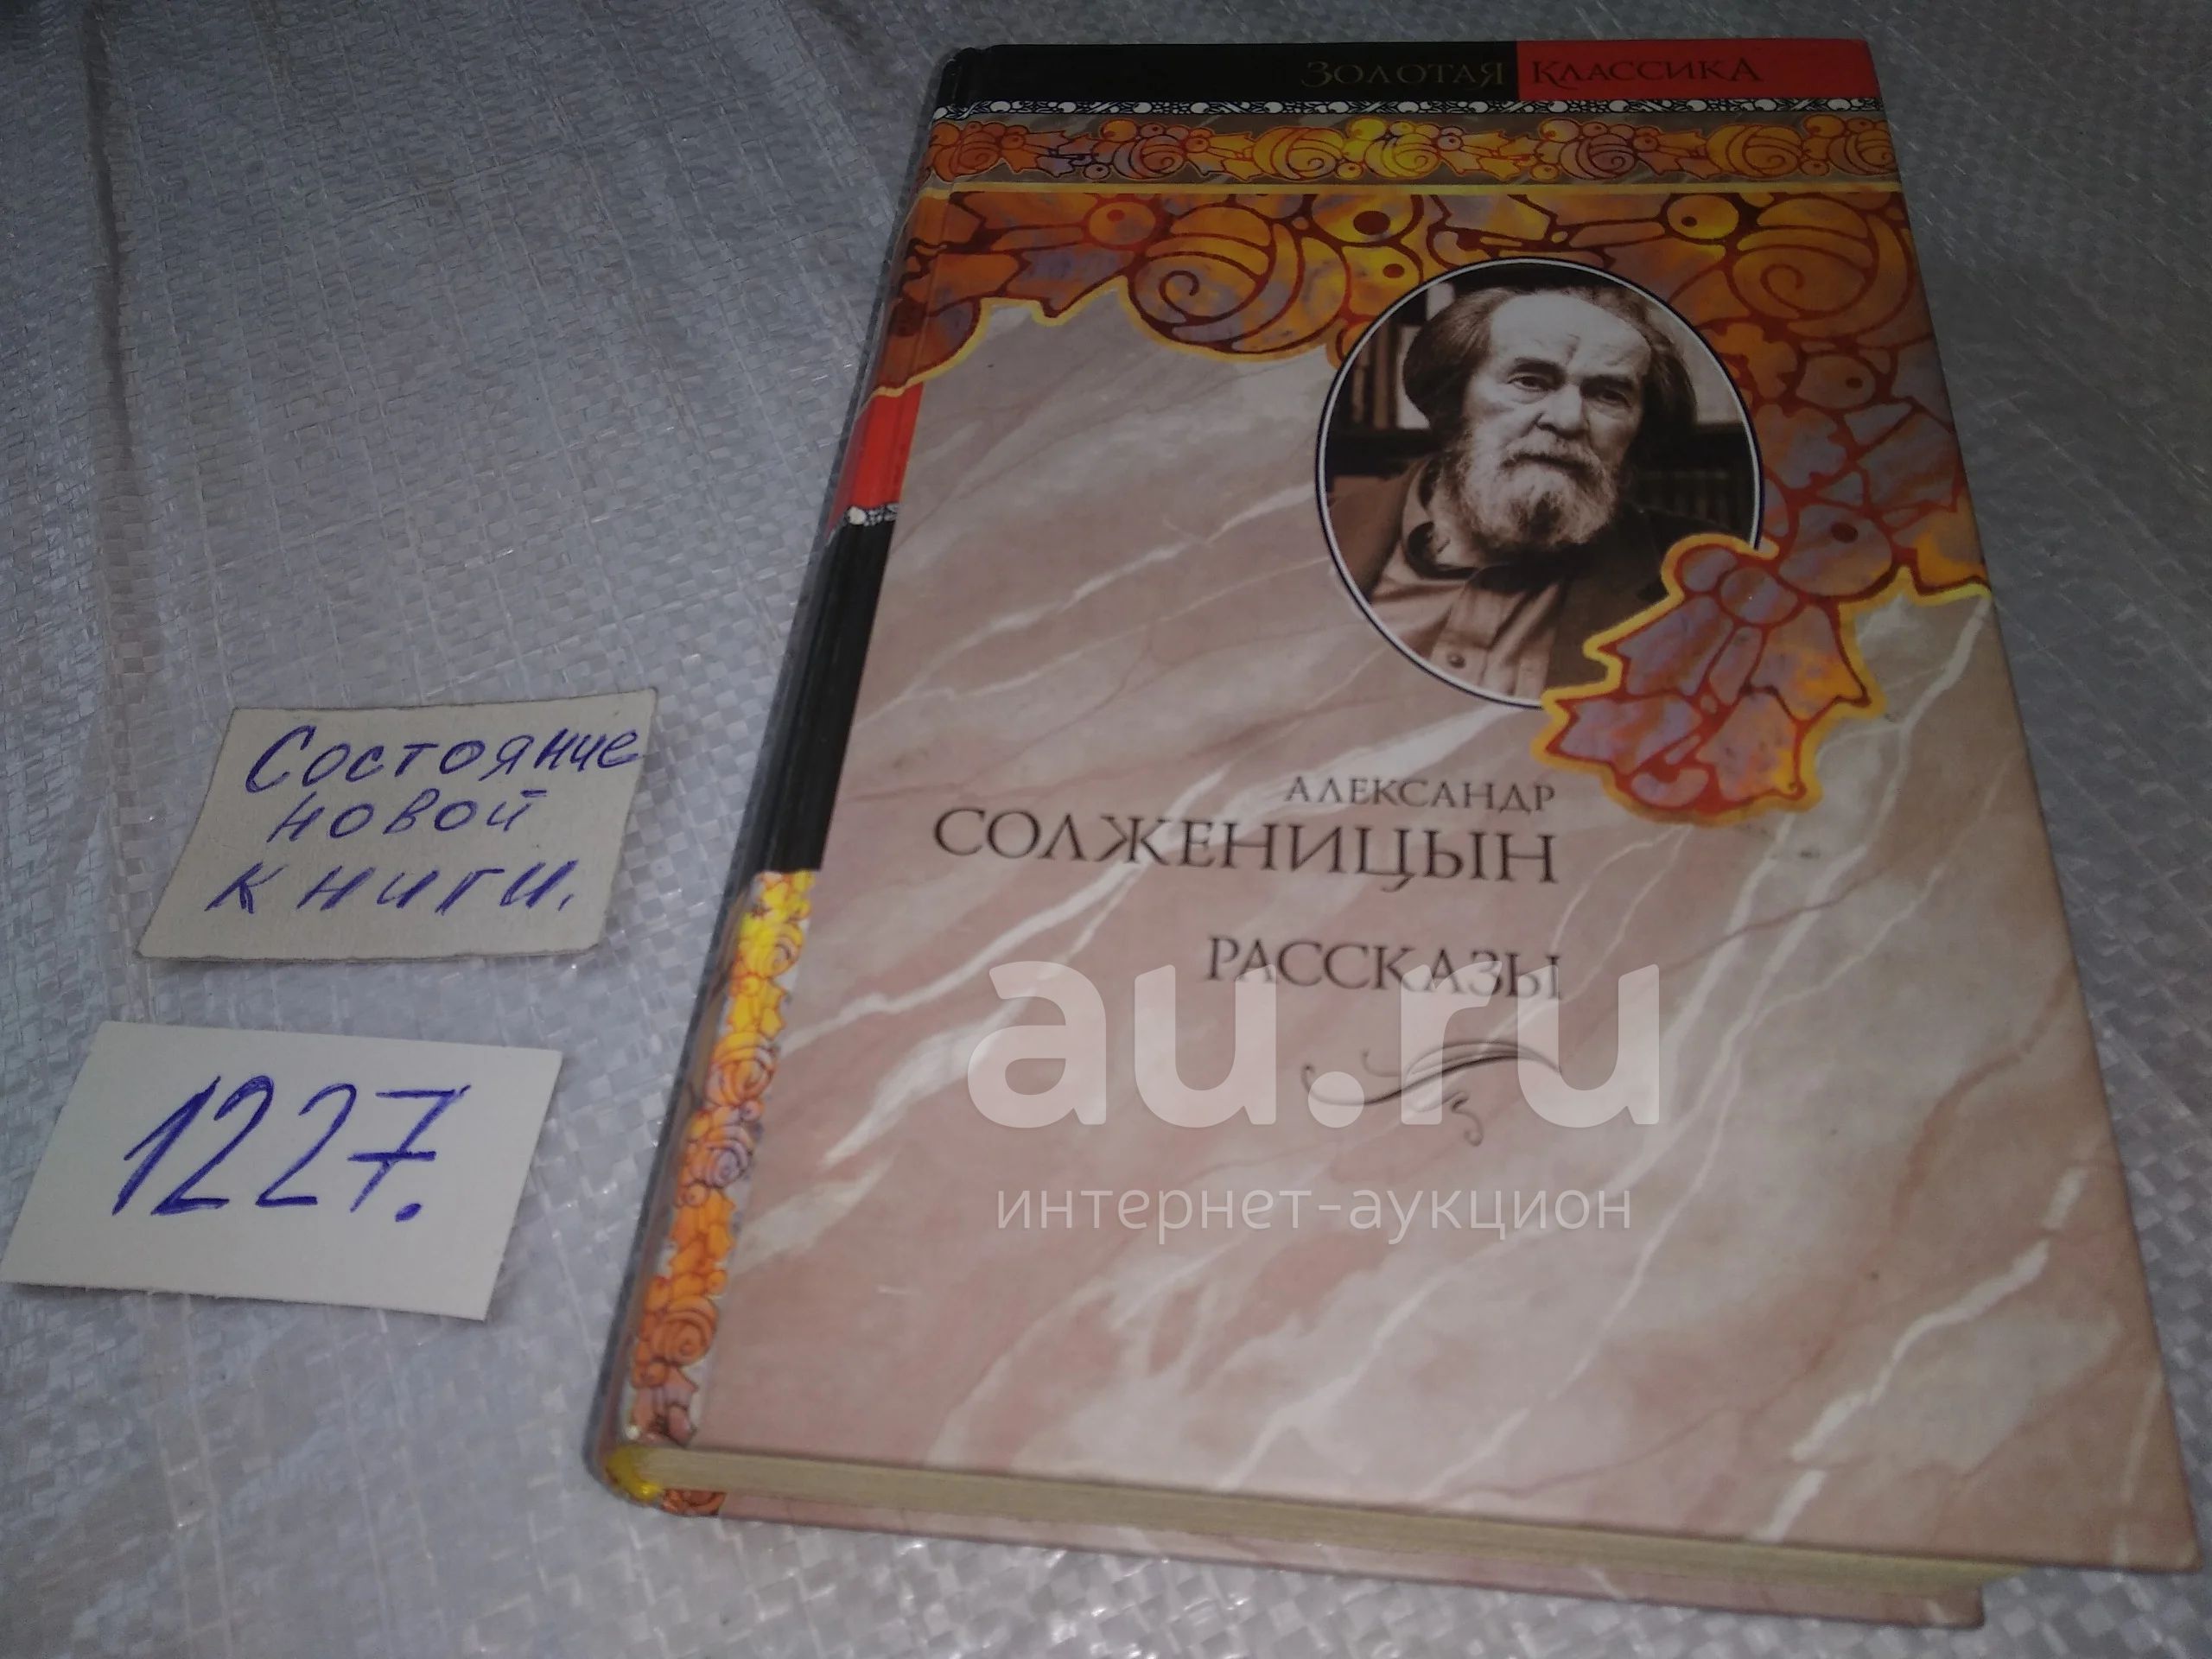 ЗОЛОТАЯ КЛАССИКА
АЛЕКСАНДР
СОЛЖЕНИЦЫН
РАССКАЗЫ
Состояние
новой
книги.
1227.
au.ru
интернет-аукцион